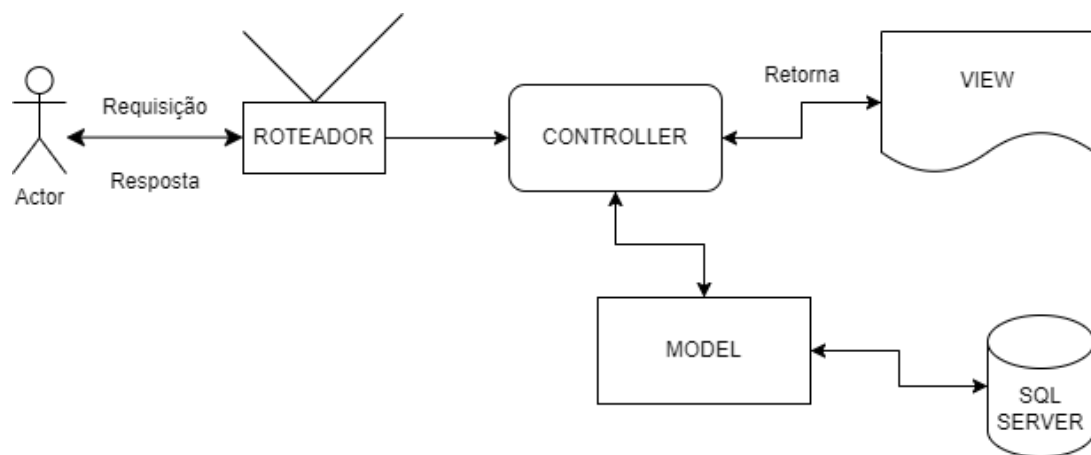 Requisição
Resposta
Actor
ROTEADOR
CONTROLLER
Retorna
VIEW
MODEL
SQL
SERVER